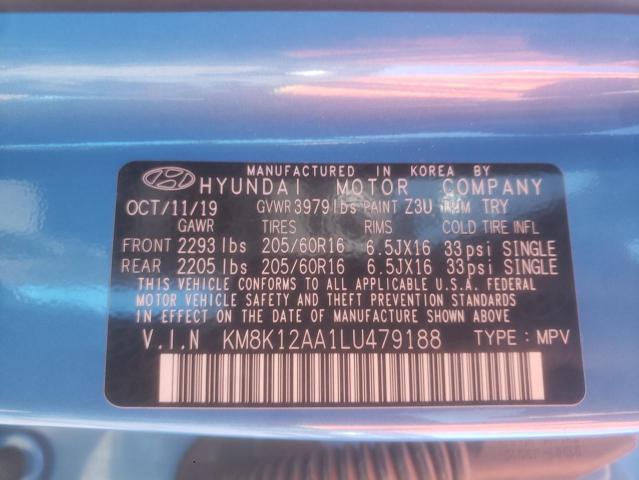 MANUFACTURED IN KOREA BY
HYUNDAI MOTOR COMPANY
OCT/11/19 GVWR 3979 lbs PAINT Z3U TRIM TRY
GAWR TIRES RIMS COLD TIRE INFL
FRONT 2293 lbs 205/60R16 6.5JX16 33psi SINGLE
REAR 2205 lbs 205/60R16 6.5JX16 33psi SINGLE
THIS VEHICLE CONFORMS TO ALL APPLICABLE U.S.A. FEDERAL
MOTOR VEHICLE SAFETY AND THEFT PREVENTION STANDARDS
IN EFFECT ON THE DATE OF MANUFACTURE SHOWN ABOVE.
V.I.N KM8K12AA1LU479188 TYPE : MPV